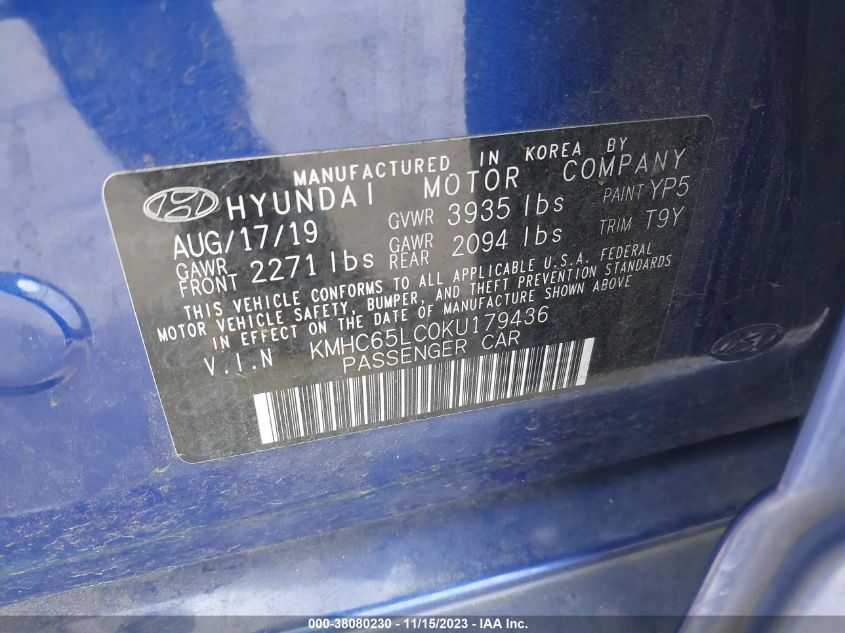 MANUFACTURED IN KOREA BY
HYUNDAI MOTOR COMPANY
AUG/17/19 GVWR 3935 lbs PAINT YP5
GAWR FRONT 2271 lbs GAWR REAR 2094 lbs TRIM T9Y
THIS VEHICLE CONFORMS TO ALL APPLICABLE U.S.A. FEDERAL
MOTOR VEHICLE SAFETY, BUMPER, AND THEFT PREVENTION STANDARDS
IN EFFECT ON THE DATE OF MANUFACTURE SHOWN ABOVE
V.I.N KMHC65LC0KU179436
PASSENGER CAR
000-38080230 - 11/15/2023 - IAA Inc.